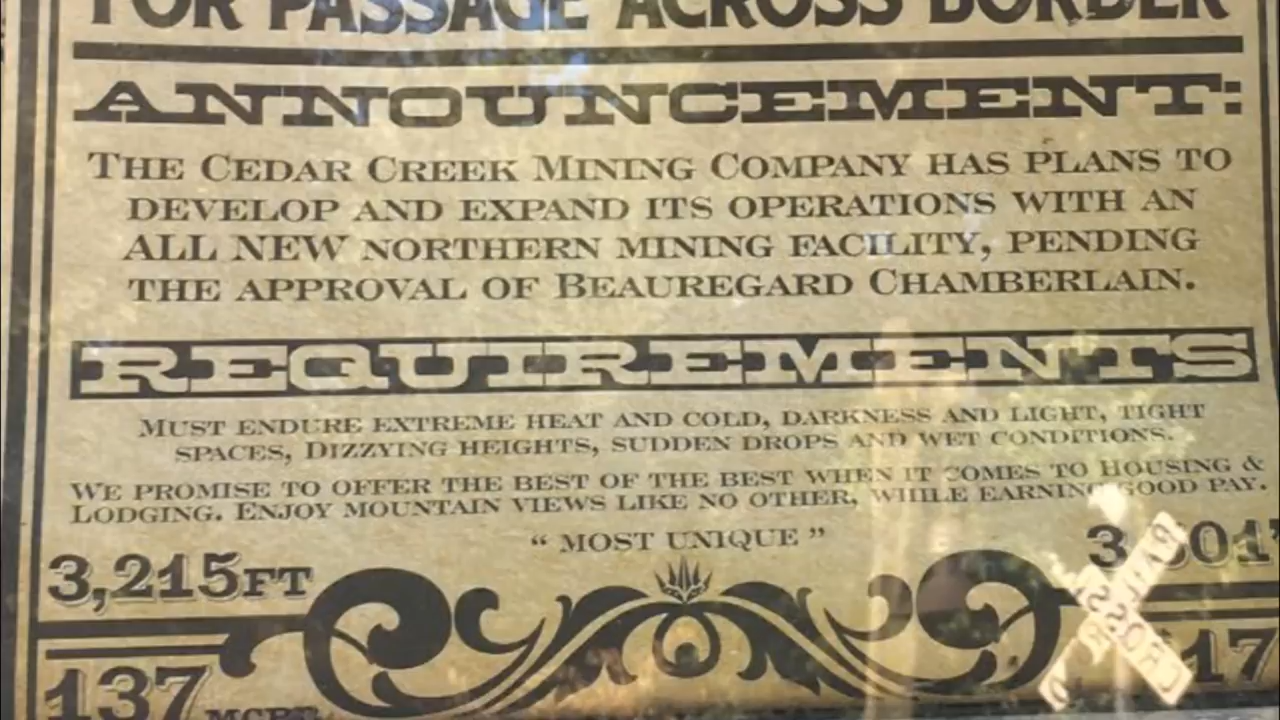 FOR PASSAGE ACROSS BORDER
ANNOUNCEMENT:
THE CEDAR CREEK MINING COMPANY HAS PLANS TO
DEVELOP AND EXPAND ITS OPERATIONS WITH AN
ALL NEW NORTHERN MINING FACILITY, PENDING
THE APPROVAL OF BEAUREGARD CHAMBERLAIN.
REQUIREMENTS
MUST ENDURE EXTREME HEAT AND COLD, DARKNESS AND LIGHT, TIGHT
SPACES, DIZZYING HEIGHTS, SUDDEN DROPS AND WET CONDITIONS.
WE PROMISE TO OFFER THE BEST OF THE BEST WHEN IT COMES TO HOUSING &
LODGING. ENJOY MOUNTAIN VIEWS LIKE NO OTHER, WHILE EARNING GOOD PAY.
“ MOST UNIQUE ”
3,215FT
137
17
RAILROAD
CROSSING